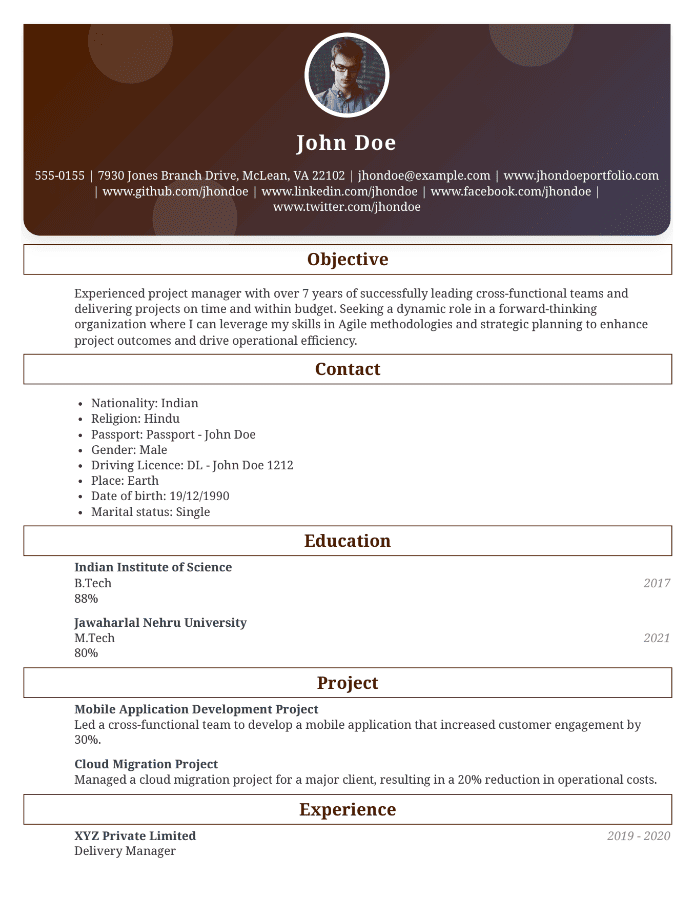 John Doe
555-0155 | 7930 Jones Branch Drive, McLean, VA 22102 | jhondoe@example.com | www.jhondoeportfolio.com
| www.github.com/jhondoe | www.linkedin.com/jhondoe | www.facebook.com/jhondoe |
www.twitter.com/jhondoe
Objective
Experienced project manager with over 7 years of successfully leading cross-functional teams and
delivering projects on time and within budget. Seeking a dynamic role in a forward-thinking
organization where I can leverage my skills in Agile methodologies and strategic planning to enhance
project outcomes and drive operational efficiency.
Contact
• Nationality: Indian
• Religion: Hindu
• Passport: Passport - John Doe
• Gender: Male
• Driving Licence: DL - John Doe 1212
• Place: Earth
• Date of birth: 19/12/1990
• Marital status: Single
Education
Indian Institute of Science
B.Tech 2017
88%
Jawaharlal Nehru University
M.Tech 2021
80%
Project
Mobile Application Development Project
Led a cross-functional team to develop a mobile application that increased customer engagement by
30%.
Cloud Migration Project
Managed a cloud migration project for a major client, resulting in a 20% reduction in operational costs.
Experience
XYZ Private Limited 2019 - 2020
Delivery Manager